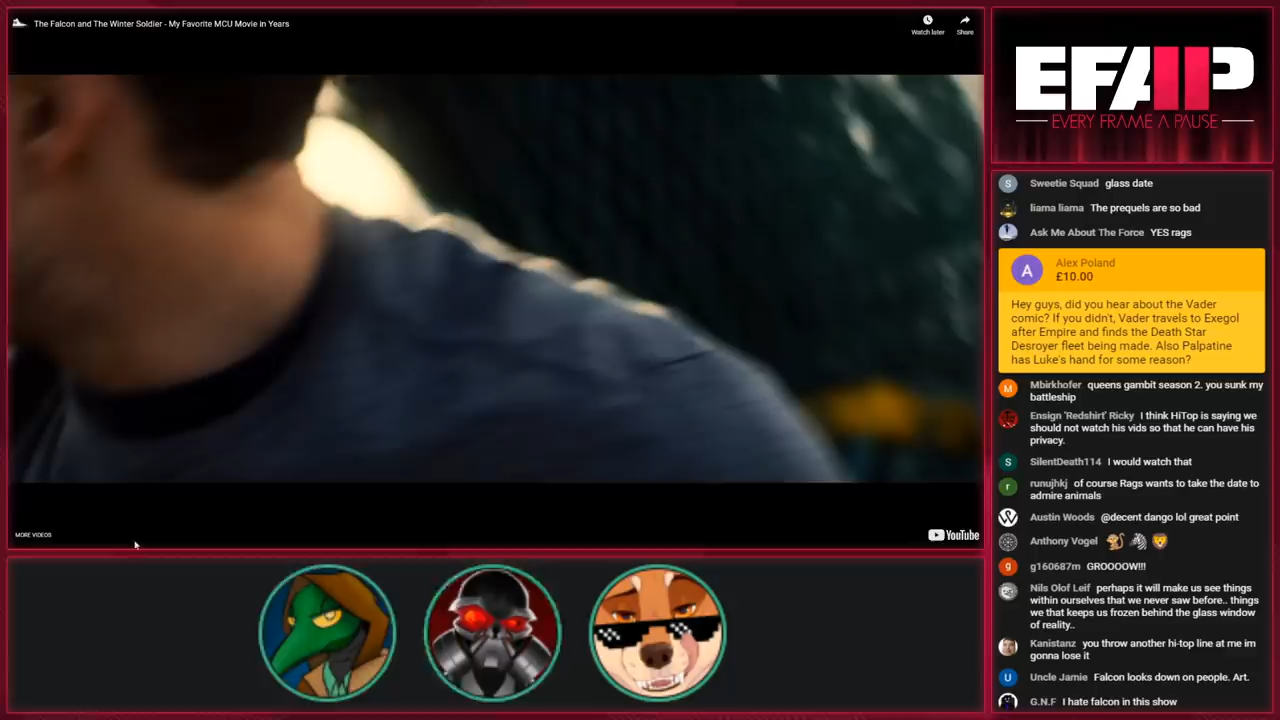 The Falcon and The Winter Soldier - My Favorite MCU Movie in Years
Watch later
Share
MORE VIDEOS
YouTube
EFAP
EVERY FRAME A PAUSE
S Sweetie Squad glass date
liama liama The prequels are so bad
Ask Me About The Force YES rags
A Alex Poland
£10.00
Hey guys, did you hear about the Vader
comic? If you didn't, Vader travels to Exegol
after Empire and finds the Death Star
Desroyer fleet being made. Also Palpatine
has Luke's hand for some reason?
M Mbirkhofer queens gambit season 2. you sunk my
battleship
Ensign 'Redshirt' Ricky I think HiTop is saying we
should not watch his vids so that he can have his
privacy.
S SilentDeath114 I would watch that
r runujhkj of course Rags wants to take the date to
admire animals
Austin Woods @decent dango lol great point
Anthony Vogel 🐒 🦓 🦁
g g160687m GROOOOW!!!
Nils Olof Leif perhaps it will make us see things
within ourselves that we never saw before.. things
we that keeps us frozen behind the glass window
of reality..
Kanistanz you throw another hi-top line at me im
gonna lose it
U Uncle Jamie Falcon looks down on people. Art.
G.N.F I hate falcon in this show